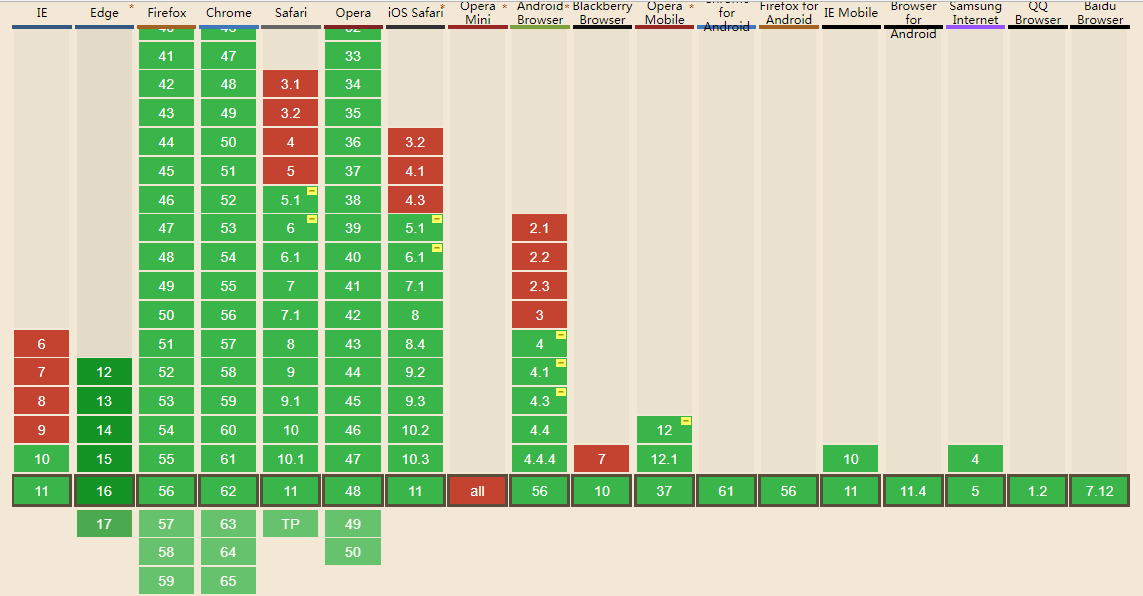 IE
Edge *
Firefox
Chrome
Safari
Opera
iOS Safari *
Opera
Mini *
Android *
Browser
Blackberry
Browser
Opera *
Mobile
for
Android
Firefox for
Android
IE Mobile
Browser
for
Android
Samsung
Internet
QQ
Browser
Baidu
Browser
41 47 33
42 48 3.1 34
43 49 3.2 35
44 50 4 36 3.2
45 51 5 37 4.1
46 52 5.1 38 4.3
47 53 6 39 5.1 2.1
48 54 6.1 40 6.1 2.2
49 55 7 41 7.1 2.3
50 56 7.1 42 8 3
6 51 57 8 43 8.4 4
7 12 52 58 9 44 9.2 4.1
8 13 53 59 9.1 45 9.3 4.3
9 14 54 60 10 46 10.2 4.4 12
10 15 55 61 10.1 47 10.3 4.4.4 7 12.1 10 4
11 16 56 62 11 48 11 all 56 10 37 61 56 11 11.4 5 1.2 7.12
17 57 63 TP 49
58 64 50
59 65